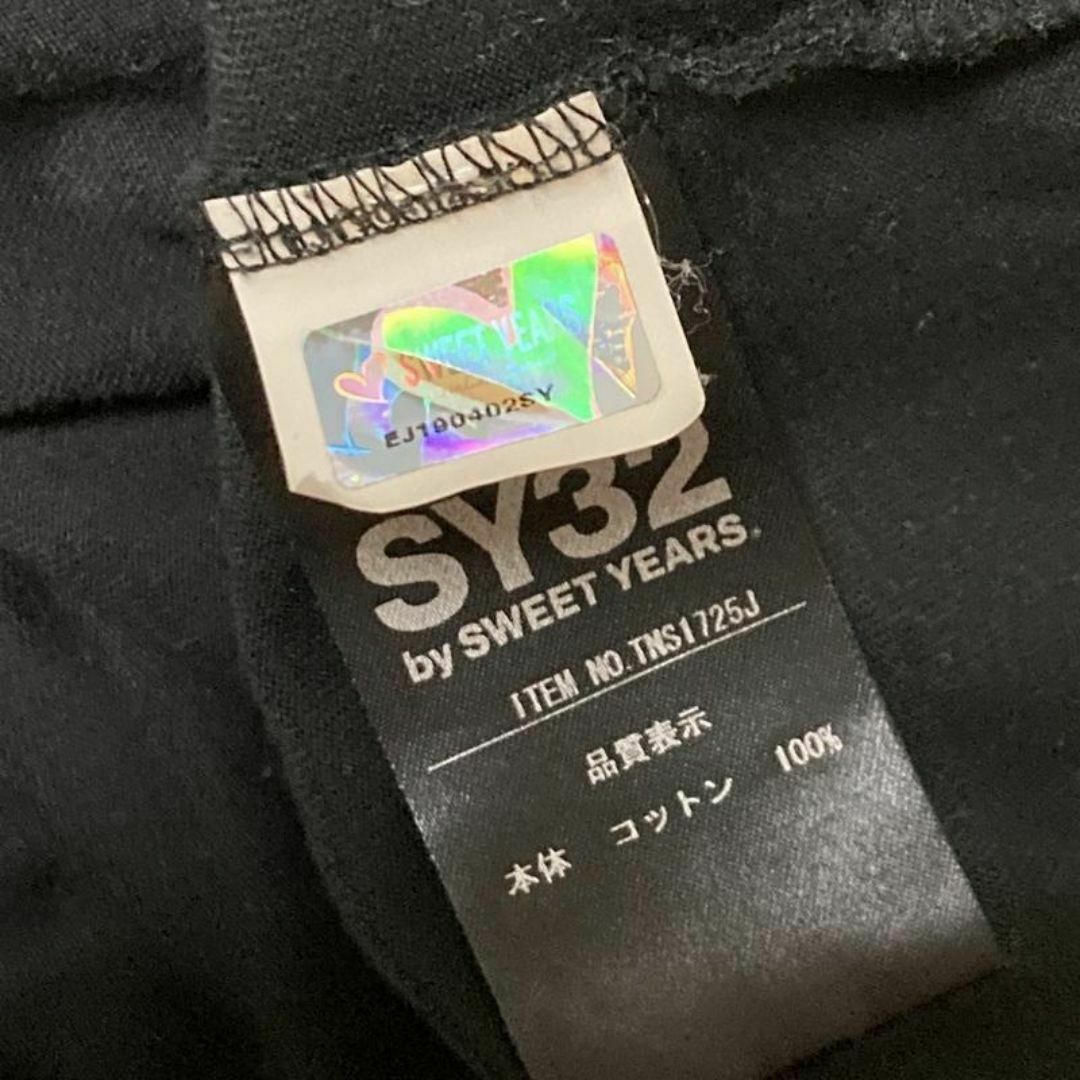 SWEET YEARS
EJ190402SY
SY32
by SWEET YEARS.
ITEM NO.TNS1725J
品質表示
本体 コットン 100%